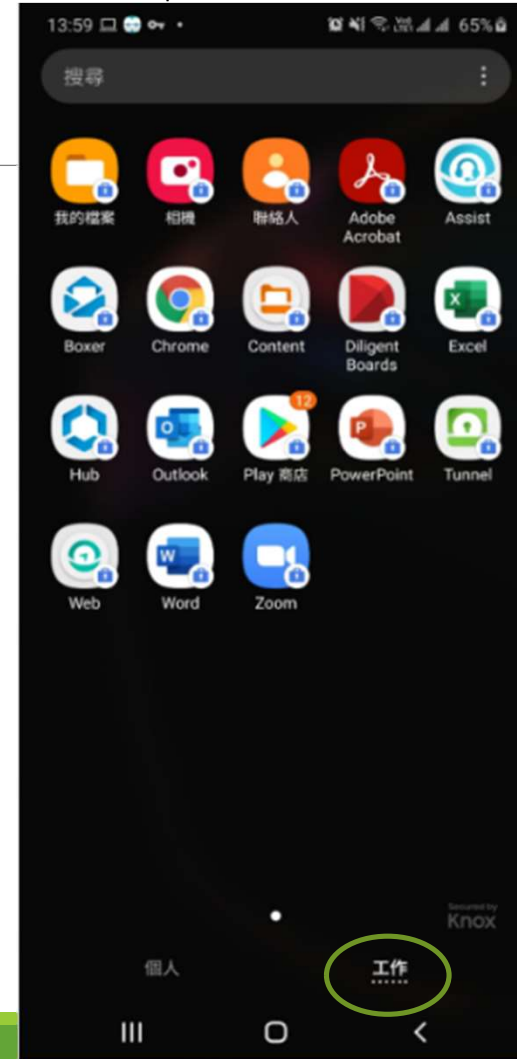 13:59
65%
搜尋
我的檔案 相機 聯絡人 Adobe Acrobat Assist
Boxer Chrome Content Diligent Boards Excel
12
Hub Outlook Play 商店 PowerPoint Tunnel
Web Word Zoom
Secured by
Knox
個人 工作